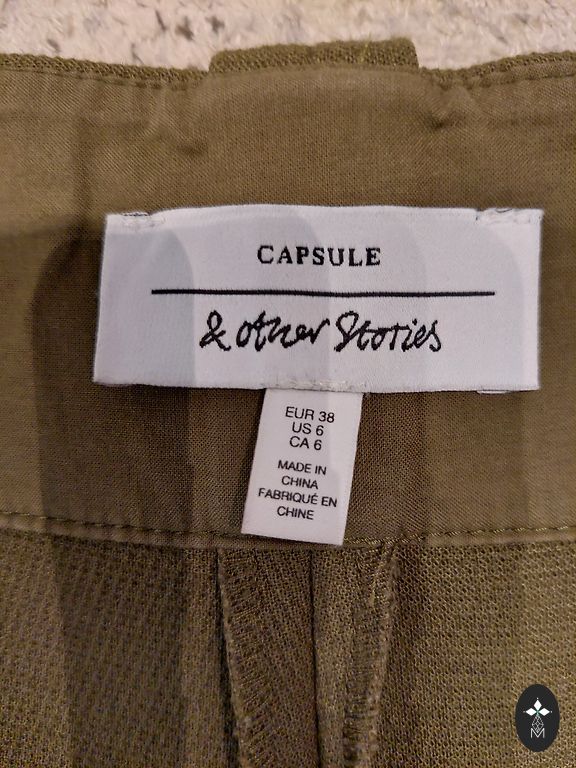 CAPSULE
& other Stories
EUR 38
US 6
CA 6
MADE IN
CHINA
FABRIQUÉ EN
CHINE
M